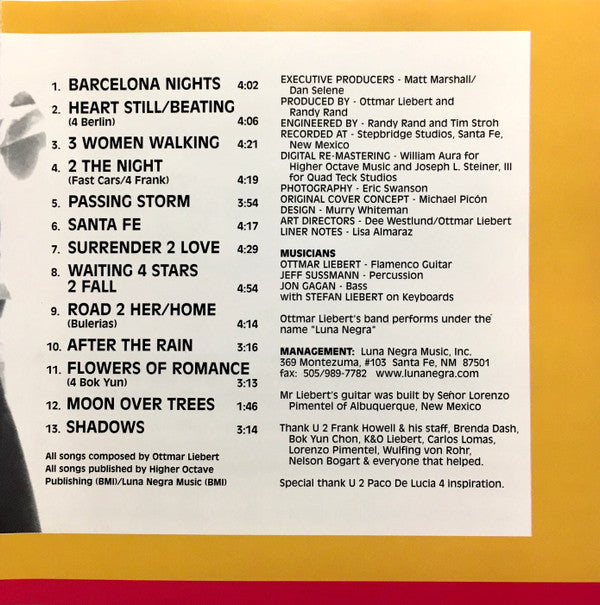 1. BARCELONA NIGHTS 4:02
2. HEART STILL/BEATING
(4 Berlin) 4:06
3. 3 WOMEN WALKING 4:21
4. 2 THE NIGHT
(Fast Cars/4 Frank) 4:19
5. PASSING STORM 3:54
6. SANTA FE 4:17
7. SURRENDER 2 LOVE 4:29
8. WAITING 4 STARS
2 FALL 4:54
9. ROAD 2 HER/HOME
(Bulerias) 4:14
10. AFTER THE RAIN 3:16
11. FLOWERS OF ROMANCE
(4 Bok Yun) 3:13
12. MOON OVER TREES 1:46
13. SHADOWS 3:14
All songs composed by Ottmar Liebert
All songs published by Higher Octave
Publishing (BMI)/Luna Negra Music (BMI)
EXECUTIVE PRODUCERS - Matt Marshall/
Dan Selene
PRODUCED BY - Ottmar Liebert and
Randy Rand
ENGINEERED BY - Randy Rand and Tim Stroh
RECORDED AT - Stepbridge Studios, Santa Fe,
New Mexico
DIGITAL RE-MASTERING - William Aura for
Higher Octave Music and Joseph L. Steiner, III
for Quad Teck Studios
PHOTOGRAPHY - Eric Swanson
ORIGINAL COVER CONCEPT - Michael Picón
DESIGN - Murry Whiteman
ART DIRECTORS - Dee Westlund/Ottmar Liebert
LINER NOTES - Lisa Almaraz
MUSICIANS
OTTMAR LIEBERT - Flamenco Guitar
JEFF SUSSMANN - Percussion
JON GAGAN - Bass
with STEFAN LIEBERT on Keyboards
Ottmar Liebert's band performs under the
name "Luna Negra"
MANAGEMENT: Luna Negra Music, Inc.
369 Montezuma, #103 Santa Fe, NM 87501
fax: 505/989-7782 www.lunanegra.com
Mr Liebert's guitar was built by Señor Lorenzo
Pimentel of Albuquerque, New Mexico
Thank U 2 Frank Howell & his staff, Brenda Dash,
Bok Yun Chon, K&O Liebert, Carlos Lomas,
Lorenzo Pimentel, Wulfing von Rohr,
Nelson Bogart & everyone that helped.
Special thank U 2 Paco De Lucia 4 inspiration.